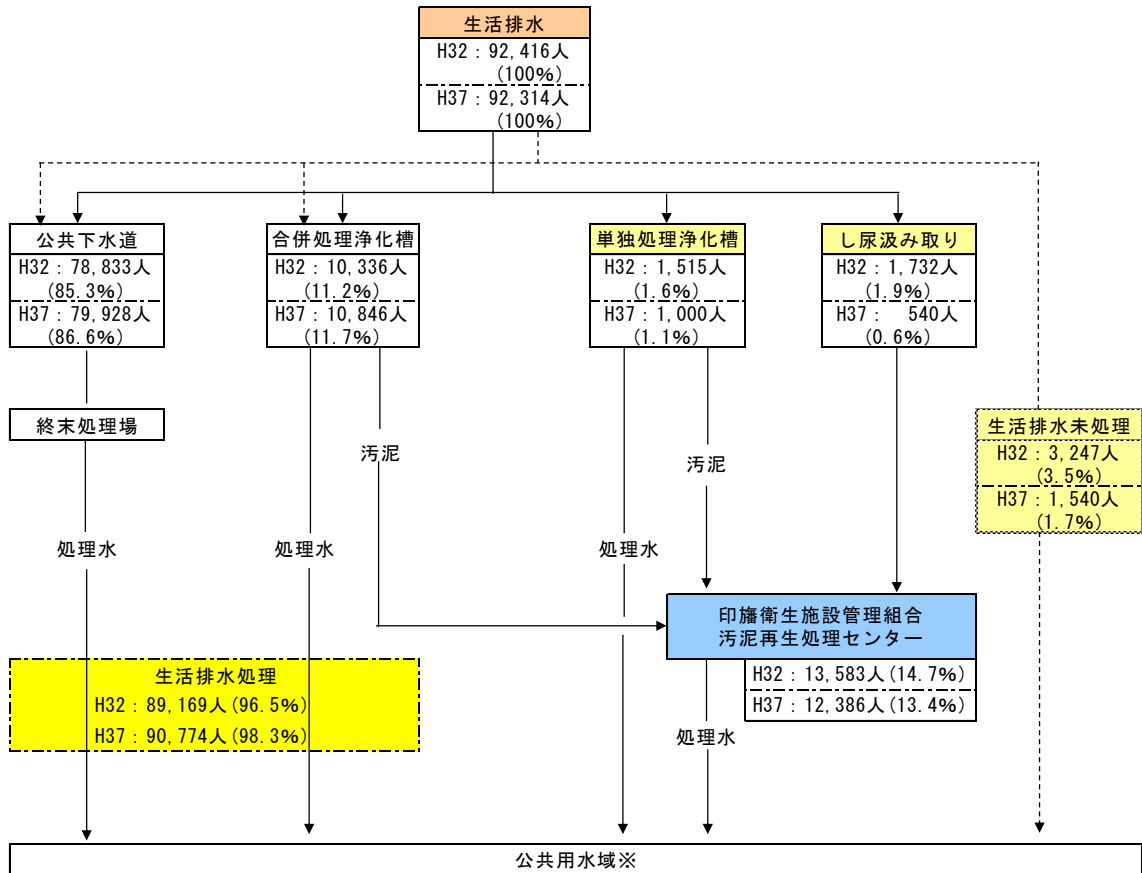 生活排水
H32：92,416人
(100%)
H37：92,314人
(100%)
公共下水道
H32：78,833人
(85.3%)
H37：79,928人
(86.6%)
合併処理浄化槽
H32：10,336人
(11.2%)
H37：10,846人
(11.7%)
単独処理浄化槽
H32：1,515人
(1.6%)
H37：1,000人
(1.1%)
し尿汲み取り
H32：1,732人
(1.9%)
H37：　540人
(0.6%)
終末処理場
生活排水未処理
H32：3,247人
(3.5%)
H37：1,540人
(1.7%)
汚泥
汚泥
処理水
処理水
処理水
印旛衛生施設管理組合
汚泥再生処理センター
H32：13,583人(14.7%)
H37：12,386人(13.4%)
生活排水処理
H32：89,169人(96.5%)
H37：90,774人(98.3%)
処理水
公共用水域※